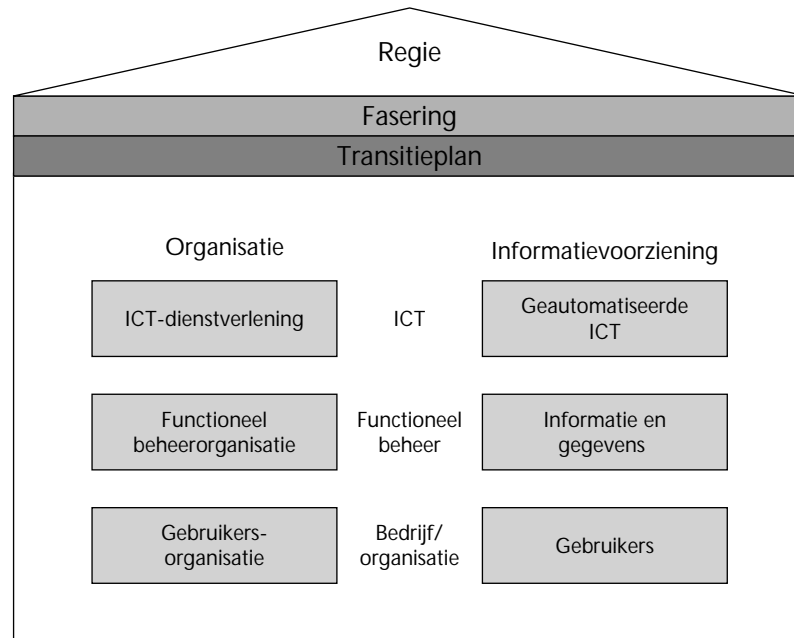 Regie
Fasering
Transitieplan
Organisatie
Informatievoorziening
ICT-dienstverlening
ICT
Geautomatiseerde
ICT
Functioneel
beheerorganisatie
Functioneel
beheer
Informatie en
gegevens
Gebruikers-
organisatie
Bedrijf/
organisatie
Gebruikers